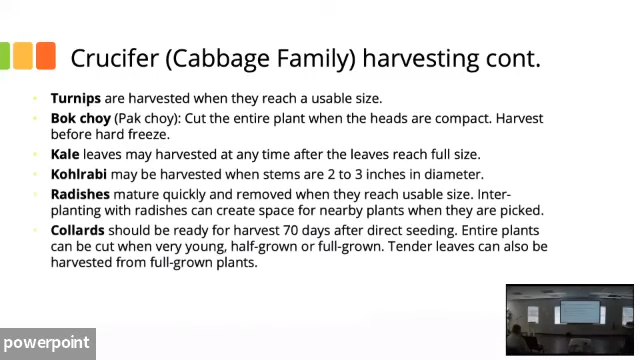 Crucifer (Cabbage Family) harvesting cont.
Turnips are harvested when they reach a usable size.
Bok choy (Pak choy): Cut the entire plant when the heads are compact. Harvest
before hard freeze.
Kale leaves may harvested at any time after the leaves reach full size.
Kohlrabi may be harvested when stems are 2 to 3 inches in diameter.
Radishes mature quickly and removed when they reach usable size. Inter-
planting with radishes can create space for nearby plants when they are picked.
Collards should be ready for harvest 70 days after direct seeding. Entire plants
can be cut when very young, half-grown or full-grown. Tender leaves can also be
harvested from full-grown plants.
powerpoint